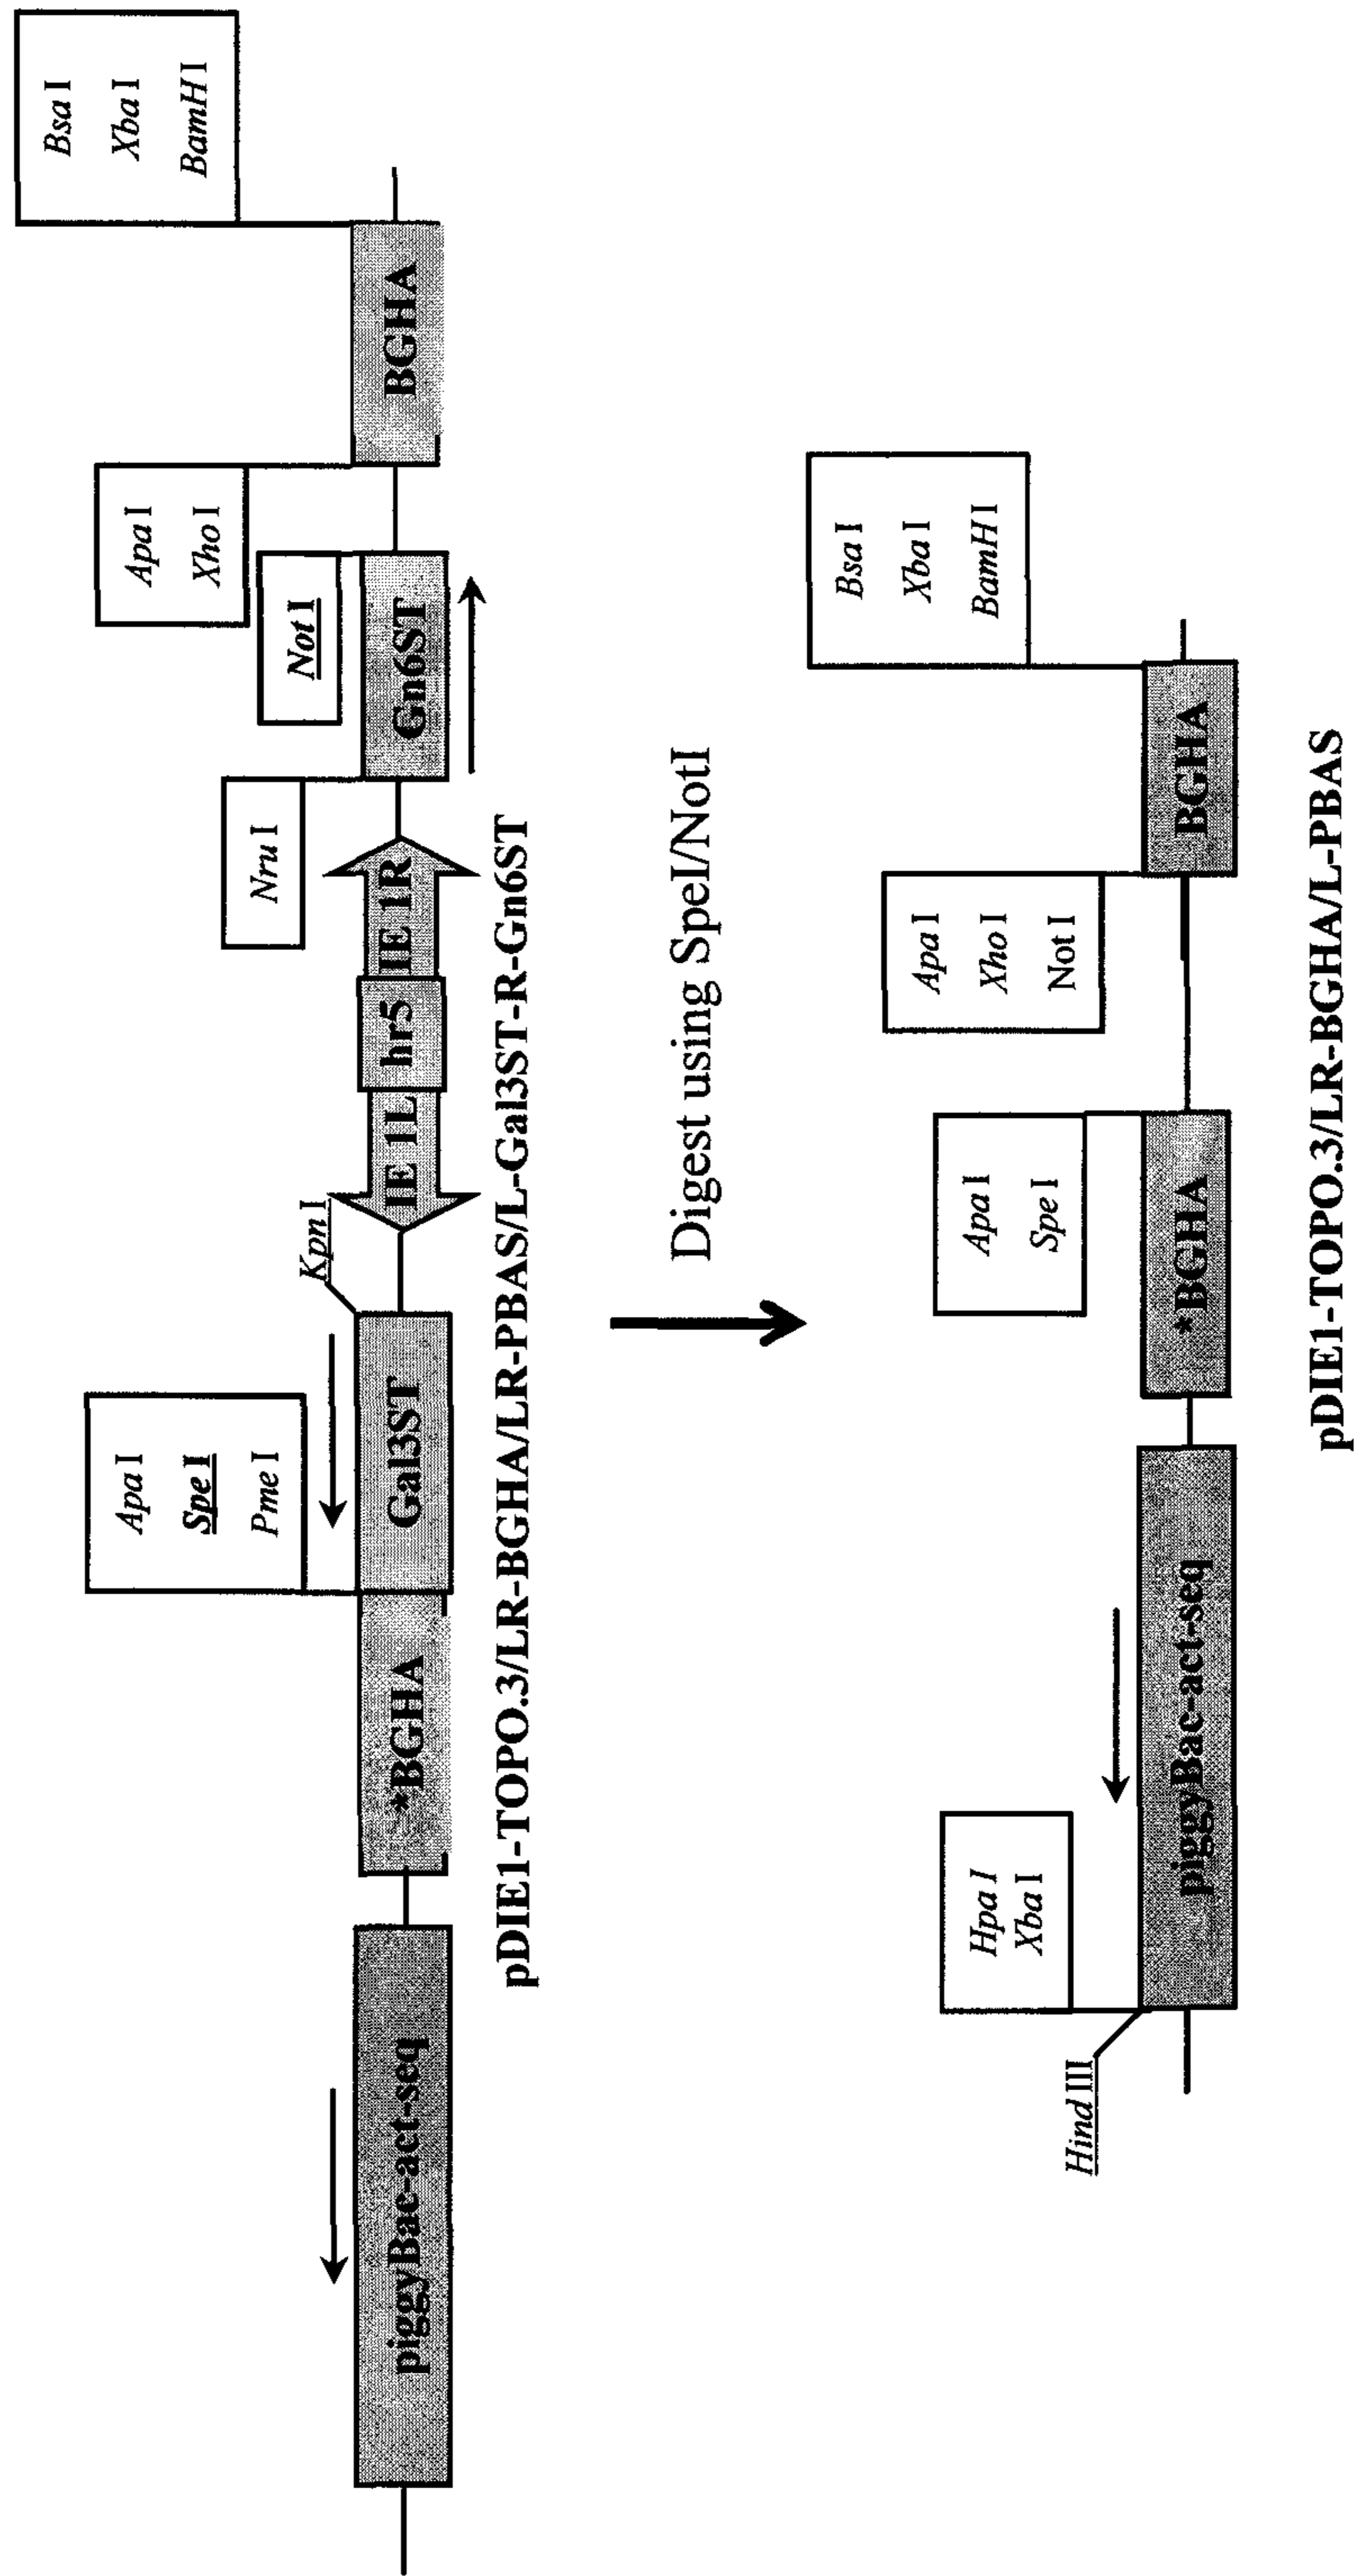 Bsa I
Xba I
BamH I
Apa I
Xho I
Not I
Nru I
Kpn I
Apa I
Spe I
Pme I
piggyBac-act-seq
*BGHA
Gal3ST
IE 1L
hr5
IE 1R
Gn6ST
BGHA
pDIE1-TOPO.3/LR-BGHA/LR-PBAS/L-Gal3ST-R-Gn6ST
Digest using SpeI/NotI
Bsa I
Xba I
BamH I
Apa I
Xho I
Not I
Apa I
Spe I
Hpa I
Xba I
Hind III
piggyBac-act-seq
*BGHA
BGHA
pDIE1-TOPO.3/LR-BGHA/L-PBAS